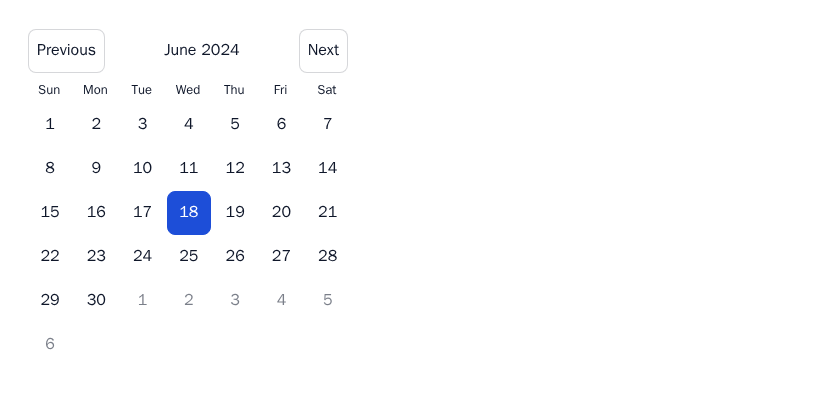 Previous June 2024 Next
Sun Mon Tue Wed Thu Fri Sat
1 2 3 4 5 6 7
8 9 10 11 12 13 14
15 16 17 18 19 20 21
22 23 24 25 26 27 28
29 30 1 2 3 4 5
6